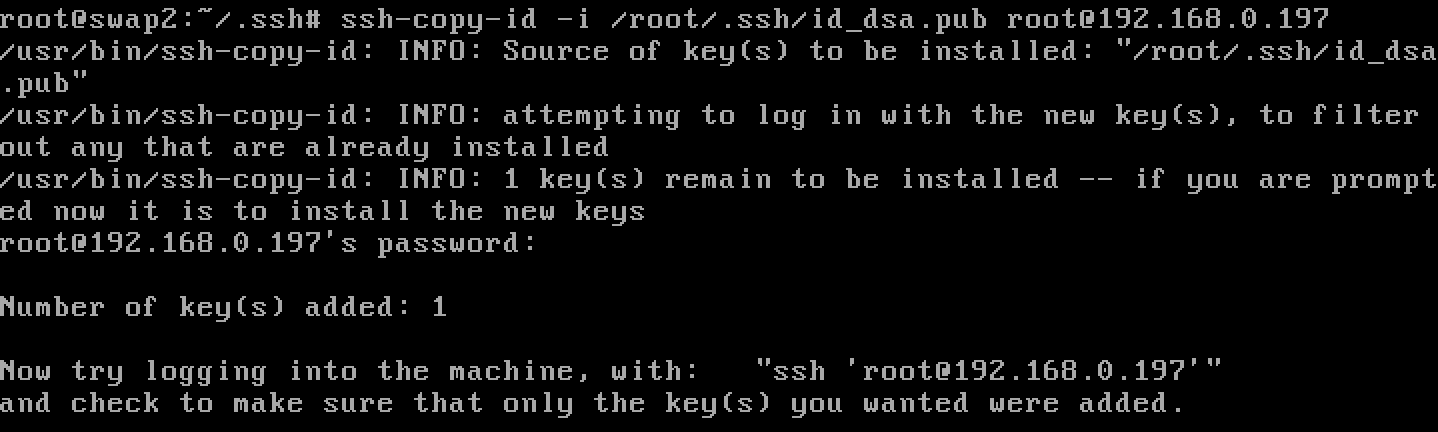 root@swap2:~/.ssh# ssh-copy-id -i /root/.ssh/id_dsa.pub root@192.168.0.197
/usr/bin/ssh-copy-id: INFO: Source of key(s) to be installed: "/root/.ssh/id_dsa
.pub"
/usr/bin/ssh-copy-id: INFO: attempting to log in with the new key(s), to filter
out any that are already installed
/usr/bin/ssh-copy-id: INFO: 1 key(s) remain to be installed -- if you are prompt
ed now it is to install the new keys
root@192.168.0.197's password:
Number of key(s) added: 1
Now try logging into the machine, with:   "ssh 'root@192.168.0.197'"
and check to make sure that only the key(s) you wanted were added.